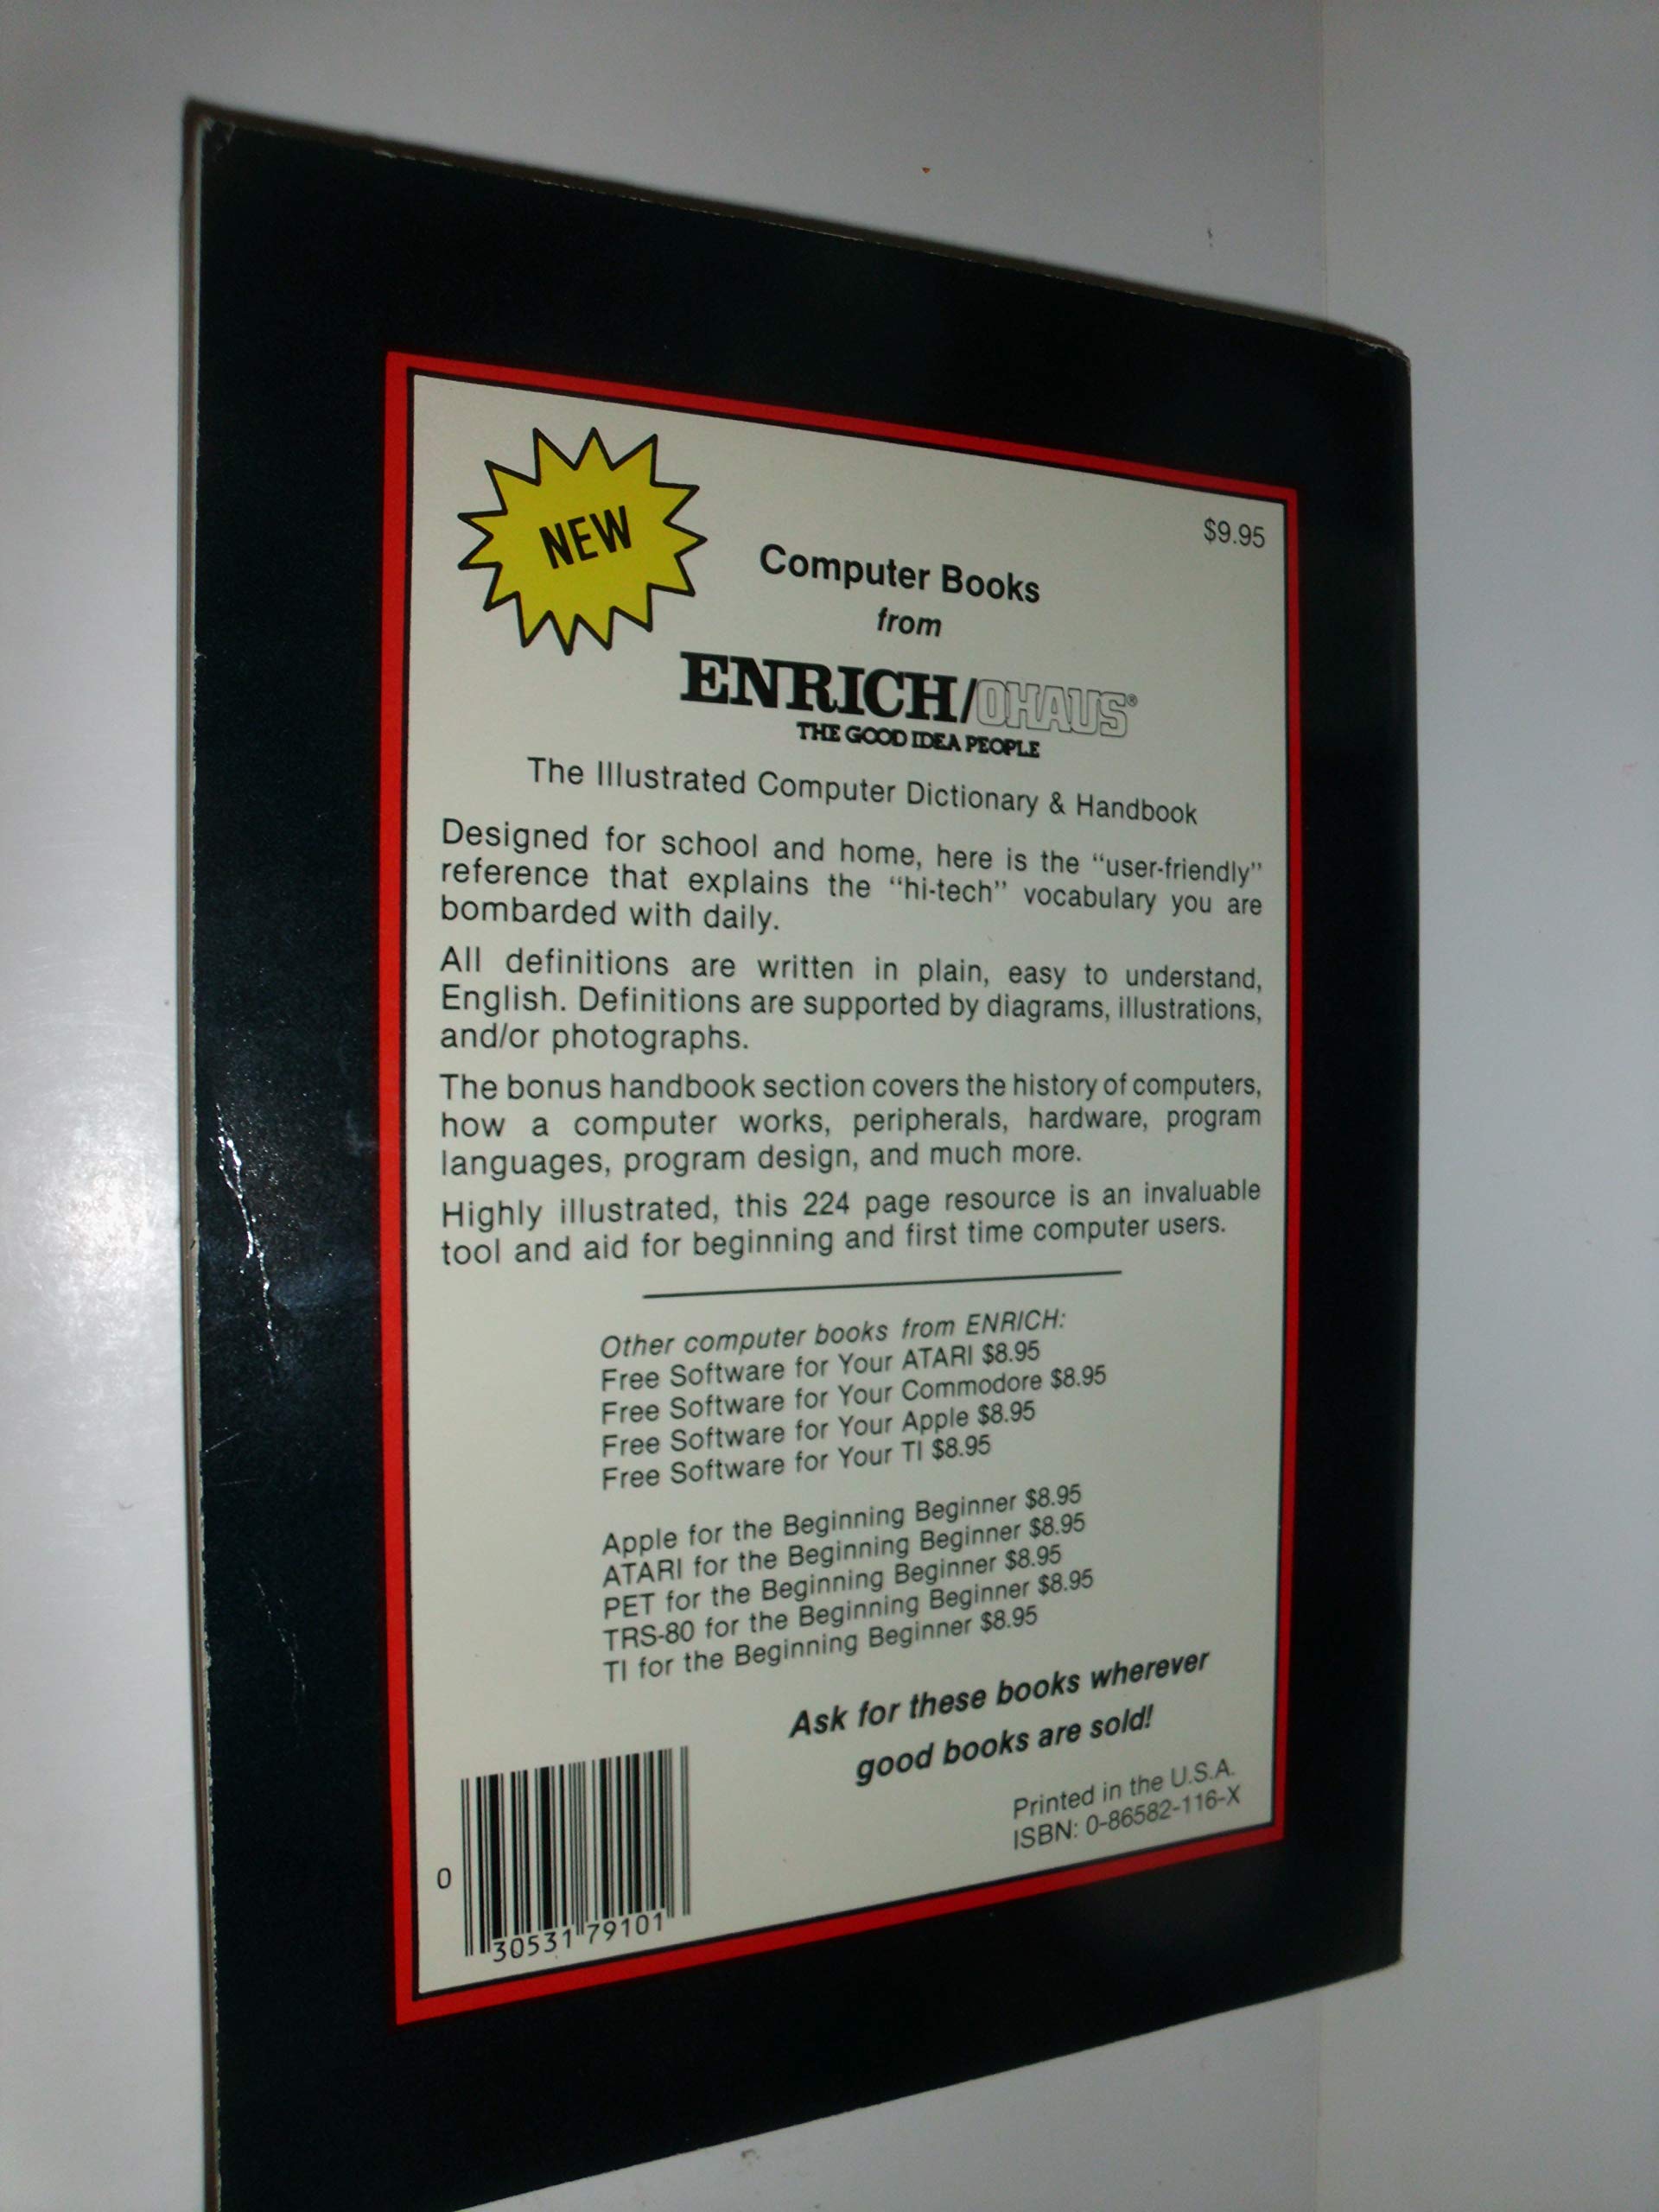 NEW
$9.95
Computer Books
from
ENRICH/OHAUS®
THE GOOD IDEA PEOPLE
The Illustrated Computer Dictionary & Handbook
Designed for school and home, here is the "user-friendly"
reference that explains the "hi-tech" vocabulary you are
bombarded with daily.
All definitions are written in plain, easy to understand,
English. Definitions are supported by diagrams, illustrations,
and/or photographs.
The bonus handbook section covers the history of computers,
how a computer works, peripherals, hardware, program
languages, program design, and much more.
Highly illustrated, this 224 page resource is an invaluable
tool and aid for beginning and first time computer users.
Other computer books from ENRICH:
Free Software for Your ATARI $8.95
Free Software for Your Commodore $8.95
Free Software for Your Apple $8.95
Free Software for Your TI $8.95
Apple for the Beginning Beginner $8.95
ATARI for the Beginning Beginner $8.95
PET for the Beginning Beginner $8.95
TRS-80 for the Beginning Beginner $8.95
TI for the Beginning Beginner $8.95
Ask for these books wherever
good books are sold!
Printed in the U.S.A.
ISBN: 0-86582-116-X
0 30531 79101